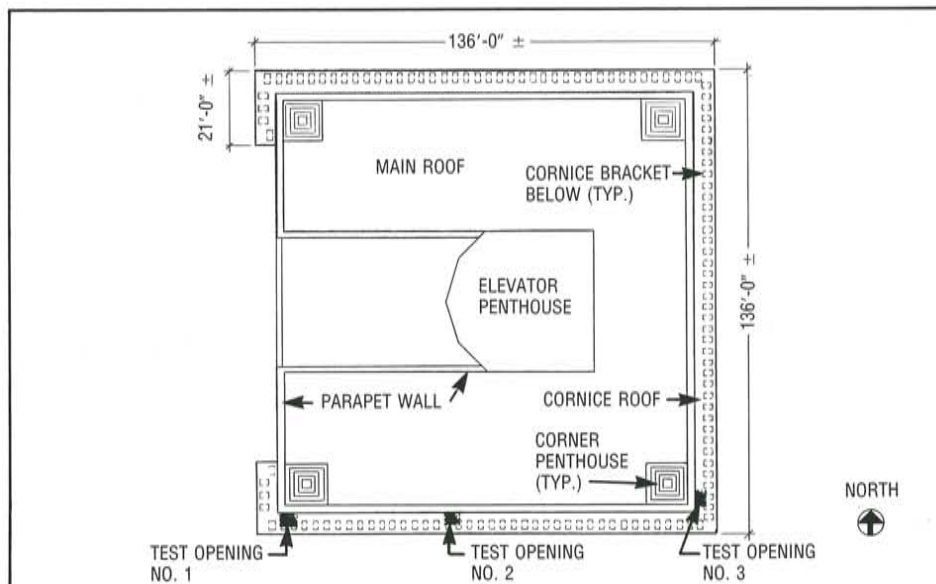 136'-0" ±
21'-0" ±
MAIN ROOF
CORNICE BRACKET
BELOW (TYP.)
136'-0" ±
ELEVATOR
PENTHOUSE
PARAPET WALL
CORNICE ROOF
CORNER
PENTHOUSE
(TYP.)
NORTH
TEST OPENING
NO. 1
TEST OPENING
NO. 2
TEST OPENING
NO. 3